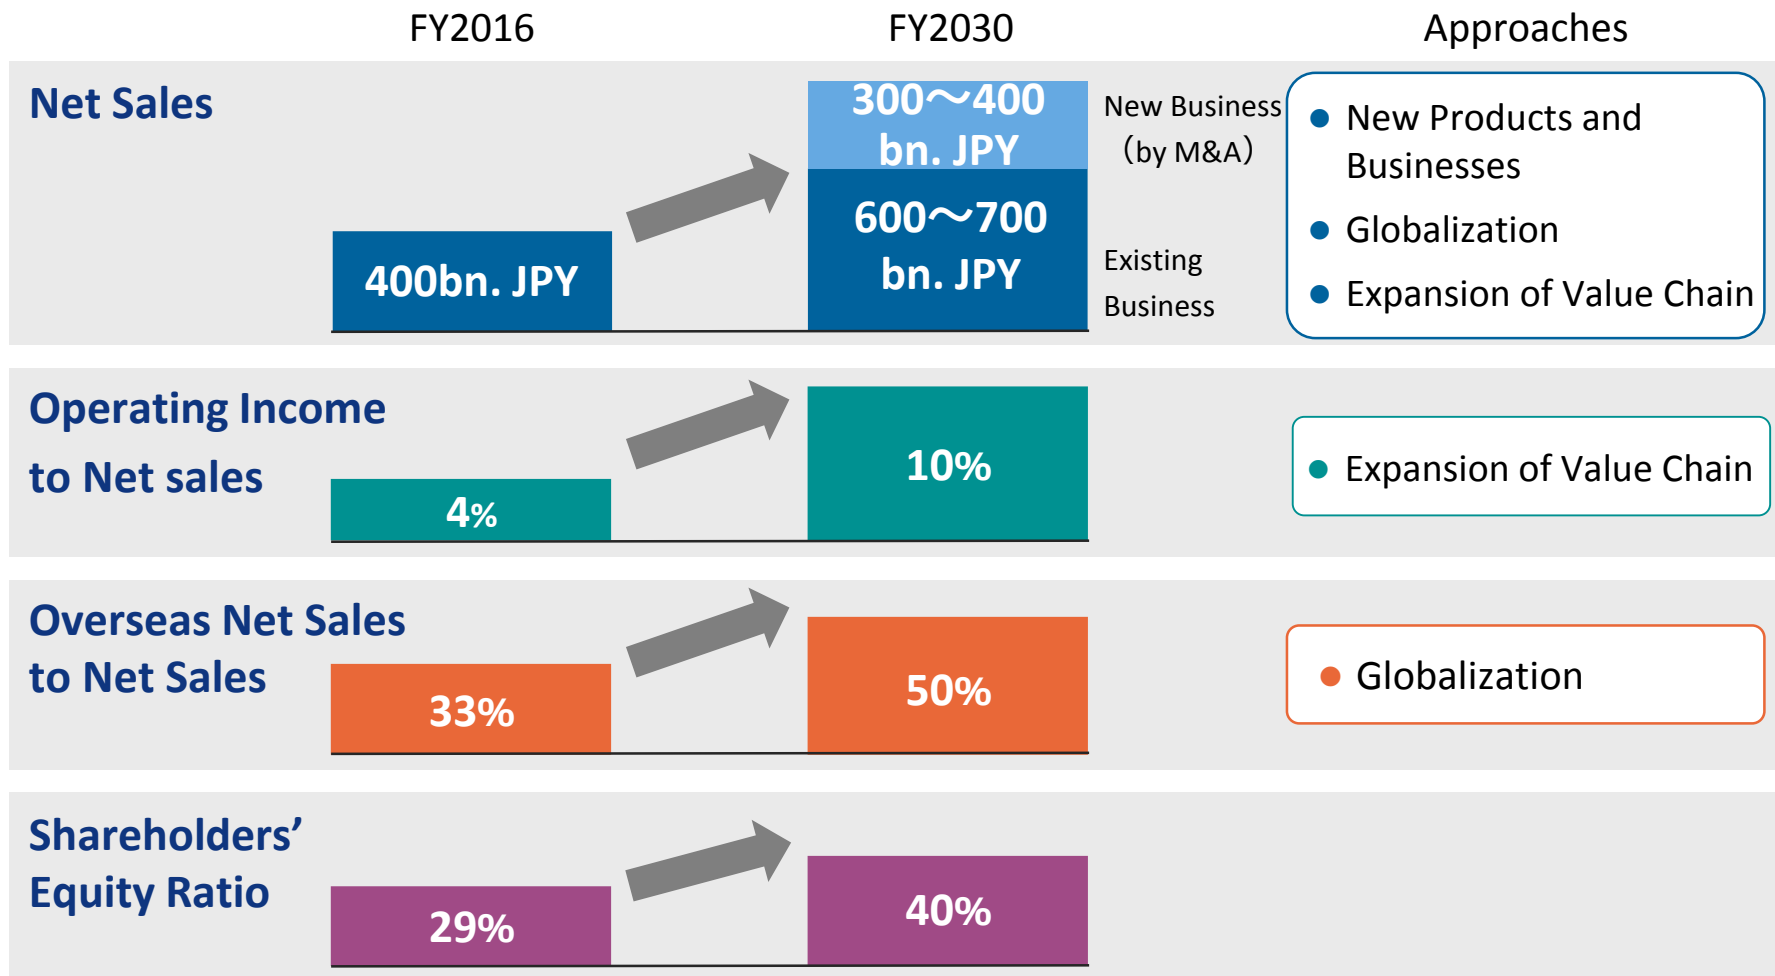 FY2016
FY2030
Approaches
Net Sales
400bn. JPY
300～400
bn. JPY
600～700
bn. JPY
New Business
（by M&A）
Existing
Business
● New Products and
Businesses
● Globalization
● Expansion of Value Chain
Operating Income
to Net sales
4%
10%
● Expansion of Value Chain
Overseas Net Sales
to Net Sales
33%
50%
● Globalization
Shareholders’
Equity Ratio
29%
40%